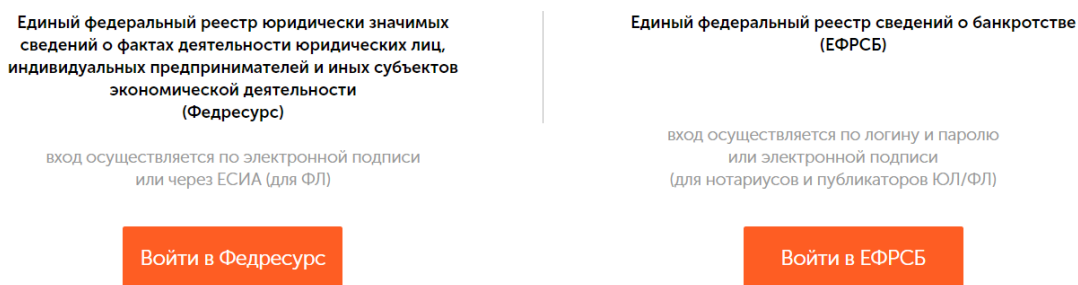 Единый федеральный реестр юридически значимых
сведений о фактах деятельности юридических лиц,
индивидуальных предпринимателей и иных субъектов
экономической деятельности
(Федресурс)
вход осуществляется по электронной подписи
или через ЕСИА (для ФЛ)
Войти в Федресурс
Единый федеральный реестр сведений о банкротстве
(ЕФРСБ)
вход осуществляется по логину и паролю
или электронной подписи
(для нотариусов и публикаторов ЮЛ/ФЛ)
Войти в ЕФРСБ